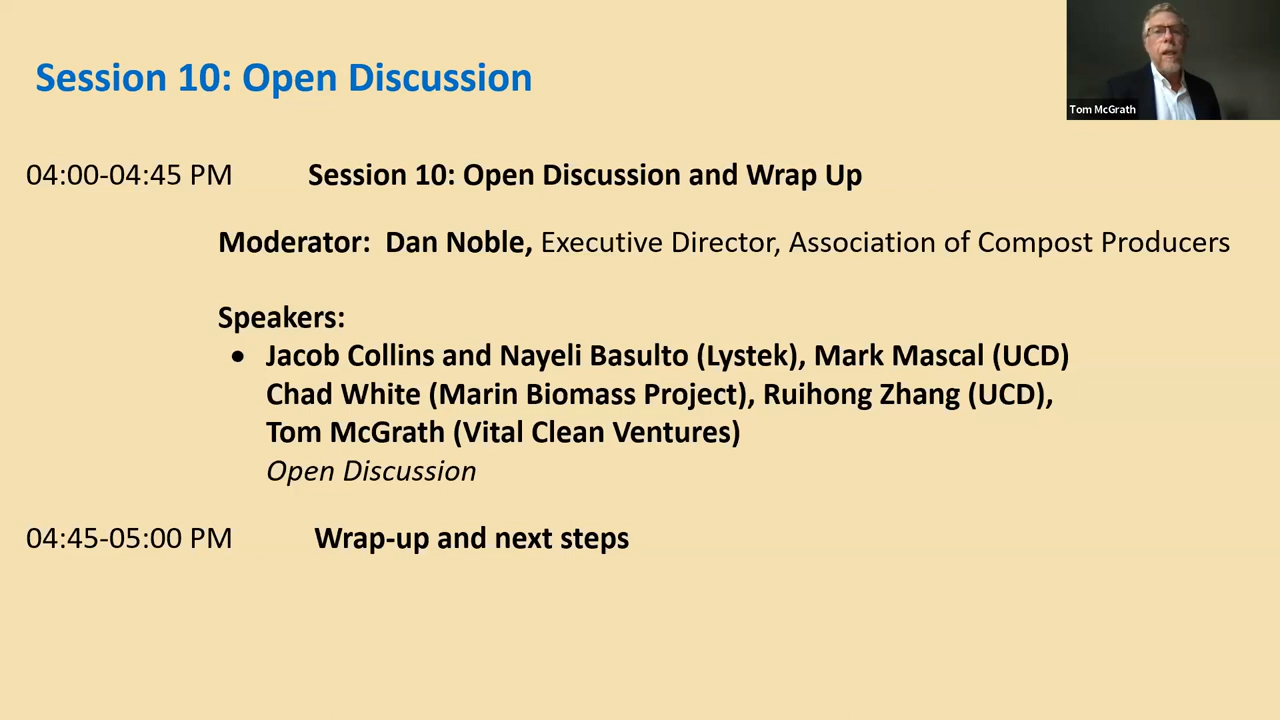 Session 10: Open Discussion
Tom McGrath
04:00-04:45 PM Session 10: Open Discussion and Wrap Up
Moderator: Dan Noble, Executive Director, Association of Compost Producers
Speakers:
• Jacob Collins and Nayeli Basulto (Lystek), Mark Mascal (UCD)
Chad White (Marin Biomass Project), Ruihong Zhang (UCD),
Tom McGrath (Vital Clean Ventures)
Open Discussion
04:45-05:00 PM Wrap-up and next steps